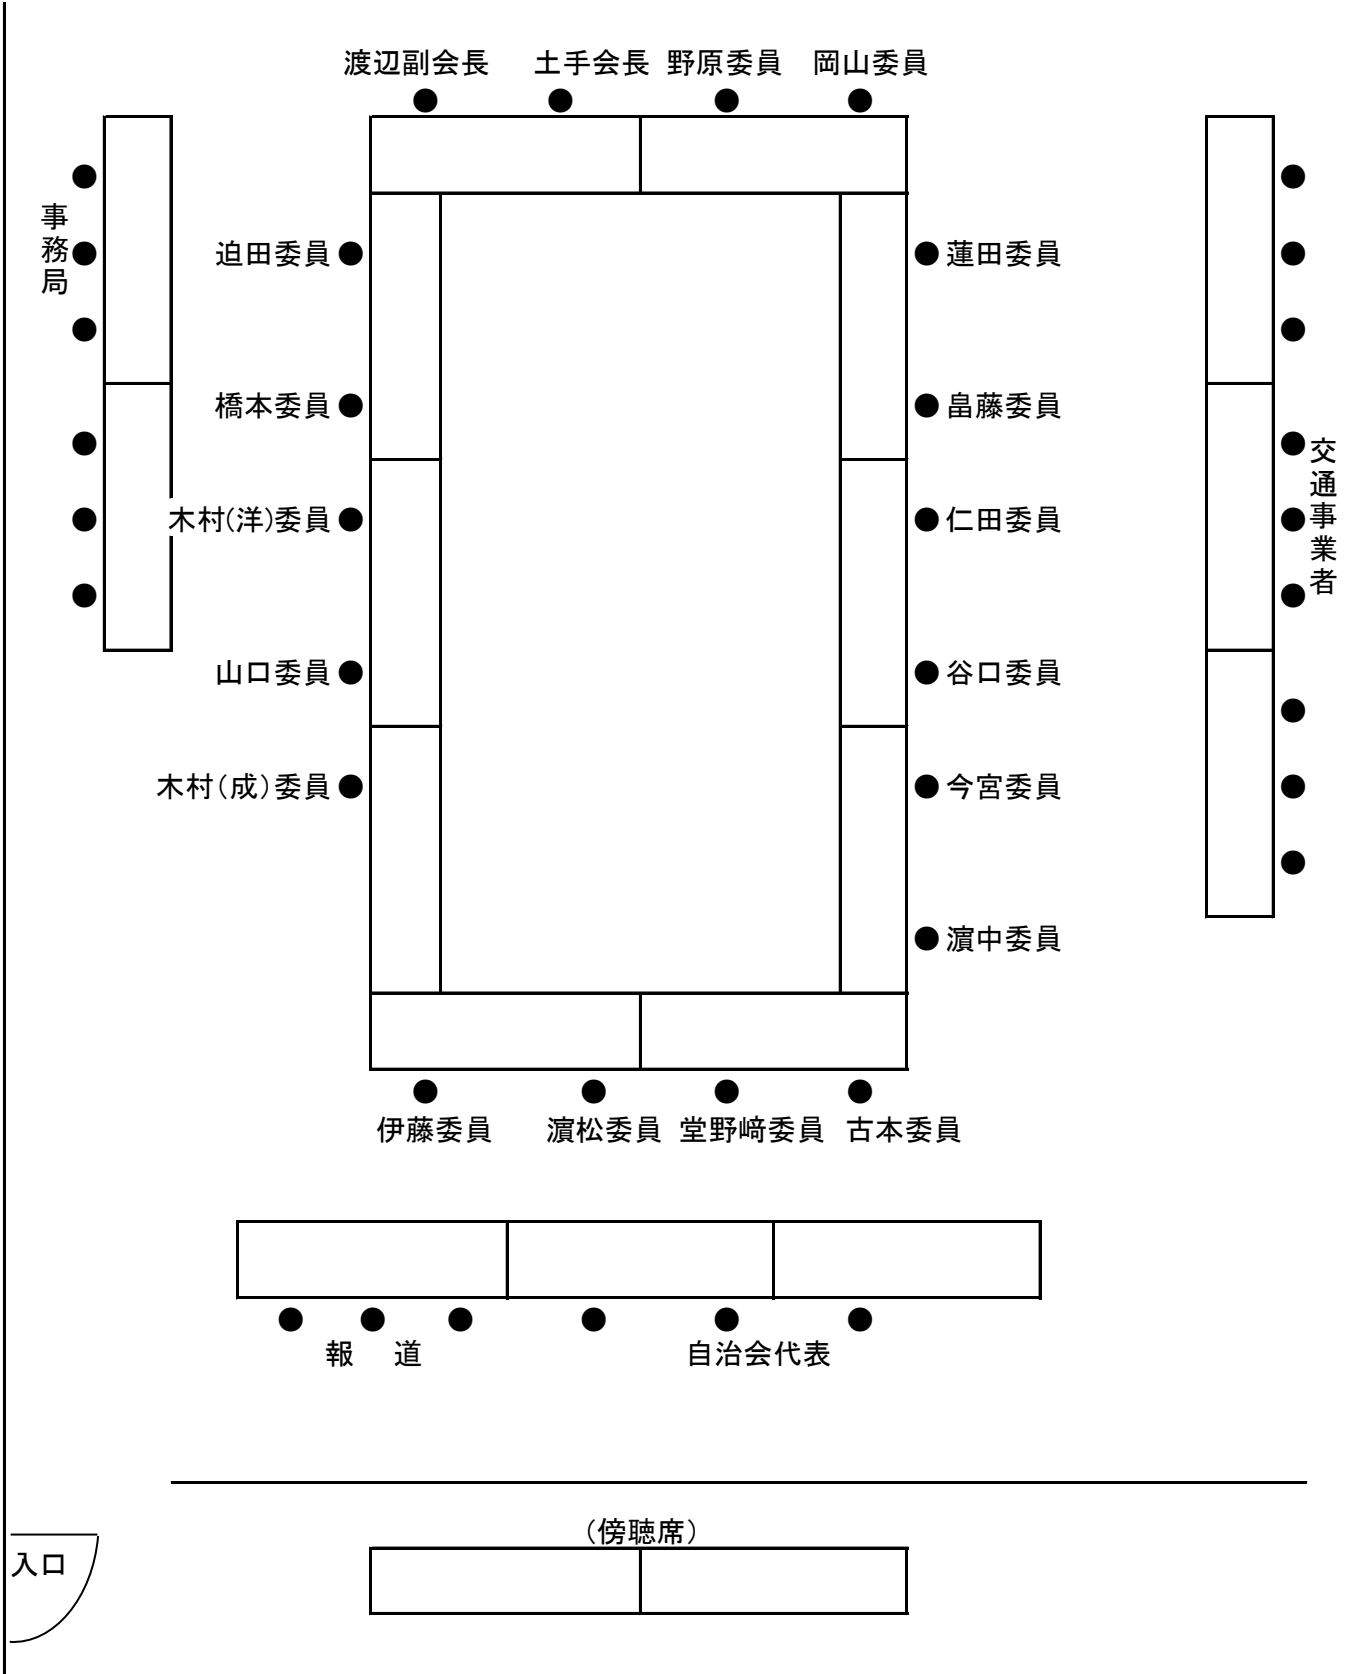 渡辺副会長 土手会長 野原委員 岡山委員
事務局
迫田委員
蓮田委員
橋本委員
畠藤委員
木村(洋)委員
仁田委員
交通事業者
山口委員
谷口委員
木村(成)委員
今宮委員
濵中委員
伊藤委員 濵松委員 堂野﨑委員 古本委員
報 道
自治会代表
(傍聴席)
入口